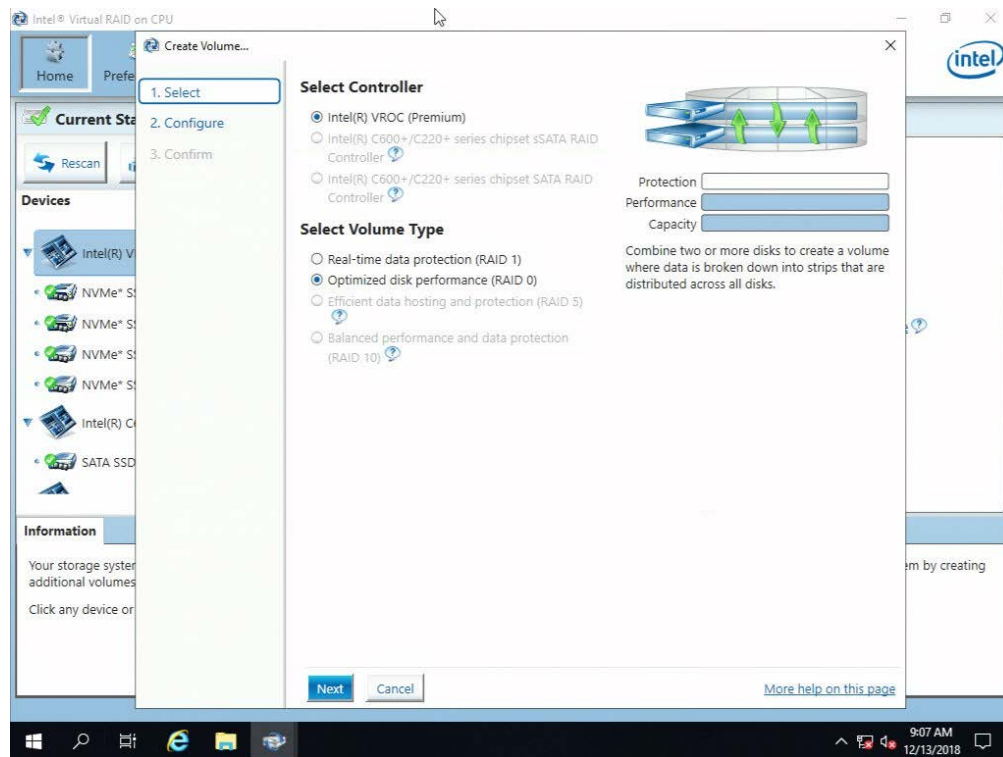 Intel® Virtual RAID on CPU
Home
Create Volume...
intel
1. Select
2. Configure
3. Confirm
Select Controller
Intel(R) VROC (Premium)
Intel(R) C600+/C220+ series chipset sSATA RAID
Controller
Intel(R) C600+/C220+ series chipset SATA RAID
Controller
Select Volume Type
Real-time data protection (RAID 1)
Optimized disk performance (RAID 0)
Efficient data hosting and protection (RAID 5)
Balanced performance and data protection
(RAID 10)
Protection
Performance
Capacity
Combine two or more disks to create a volume
where data is broken down into strips that are
distributed across all disks.
Next
Cancel
More help on this page
Current
Rescan
Devices
Intel(R)
NVMe*
NVMe*
NVMe*
NVMe*
Intel(R)
SATA SSD
Information
Your storage
by creating
additional volumes
Click any device or
9:07 AM
12/13/2018